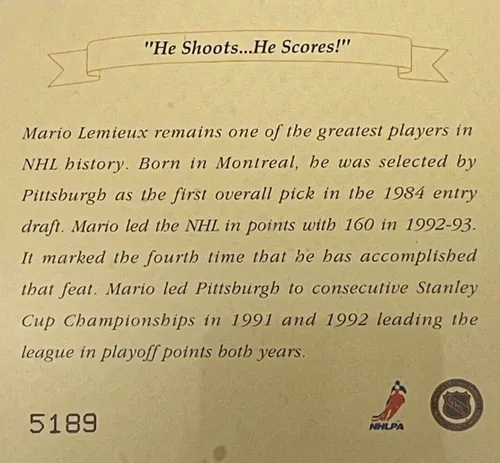 "He Shoots...He Scores!"
Mario Lemieux remains one of the greatest players in
NHL history. Born in Montreal, he was selected by
Pittsburgh as the first overall pick in the 1984 entry
draft. Mario led the NHL in points with 160 in 1992-93.
It marked the fourth time that he has accomplished
that feat. Mario led Pittsburgh to consecutive Stanley
Cup Championships in 1991 and 1992 leading the
league in playoff points both years.
5189
NHLPA